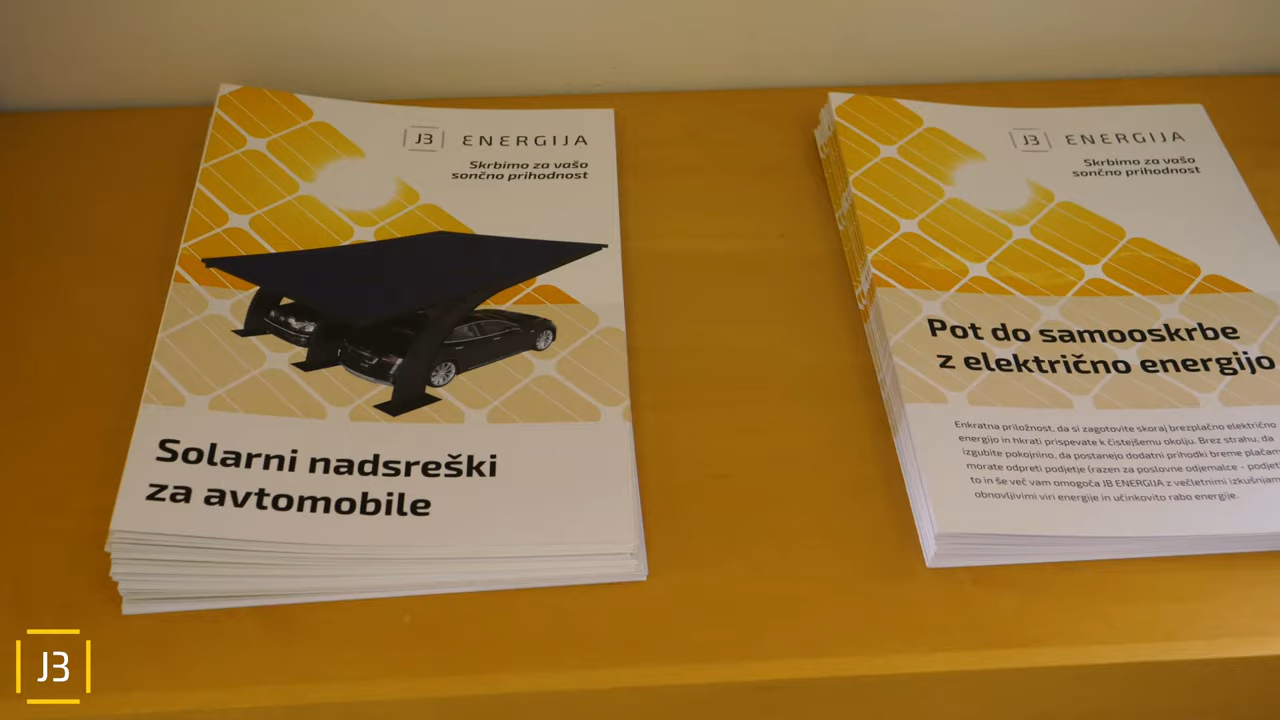 JB ENERGIJA
Skrbimo za vašo
sončno prihodnost
Solarni nadsreški
za avtomobile
JB ENERGIJA
Skrbimo za vašo
sončno prihodnost
Pot do samooskrbe
z električno energijo
Enkratna priložnost, da si zagotovite skoraj brezplačno električno
energijo in hkrati prispevate k čistejšemu okolju. Brez strahu, da
izgubite pokojnino, da postanejo dodatni prihodki breme plačam
morate odpreti podjetje (razen za poslovne odjemalce - podjet
to in še več vam omogoča JB ENERGIJA z večletnimi izkušnjam
obnovljivimi viri energije in učinkovito rabo energije.
JB